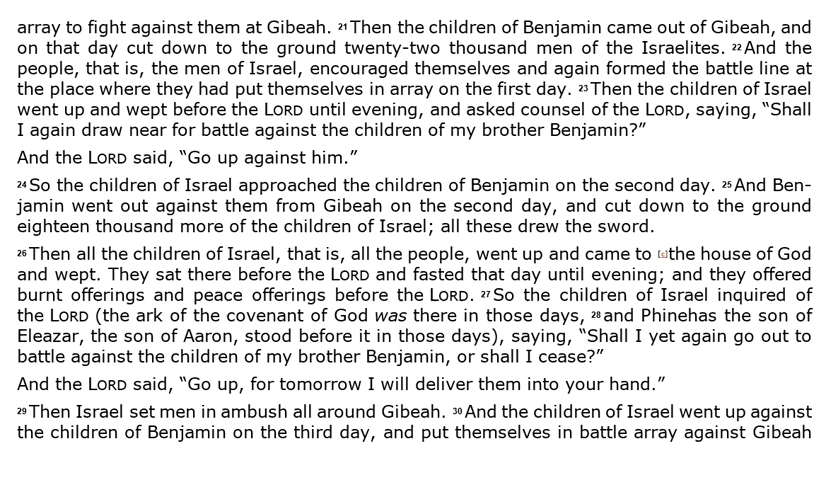 array to fight against them at Gibeah. 21 Then the children of Benjamin came out of Gibeah, and
on that day cut down to the ground twenty-two thousand men of the Israelites. 22 And the
people, that is, the men of Israel, encouraged themselves and again formed the battle line at
the place where they had put themselves in array on the first day. 23 Then the children of Israel
went up and wept before the LORD until evening, and asked counsel of the LORD, saying, “Shall
I again draw near for battle against the children of my brother Benjamin?”
And the LORD said, “Go up against him.”
24 So the children of Israel approached the children of Benjamin on the second day. 25 And Ben-
jamin went out against them from Gibeah on the second day, and cut down to the ground
eighteen thousand more of the children of Israel; all these drew the sword.
26 Then all the children of Israel, that is, all the people, went up and came to [c]the house of God
and wept. They sat there before the LORD and fasted that day until evening; and they offered
burnt offerings and peace offerings before the LORD. 27 So the children of Israel inquired of
the LORD (the ark of the covenant of God was there in those days, 28 and Phinehas the son of
Eleazar, the son of Aaron, stood before it in those days), saying, “Shall I yet again go out to
battle against the children of my brother Benjamin, or shall I cease?”
And the LORD said, “Go up, for tomorrow I will deliver them into your hand.”
29 Then Israel set men in ambush all around Gibeah. 30 And the children of Israel went up against
the children of Benjamin on the third day, and put themselves in battle array against Gibeah